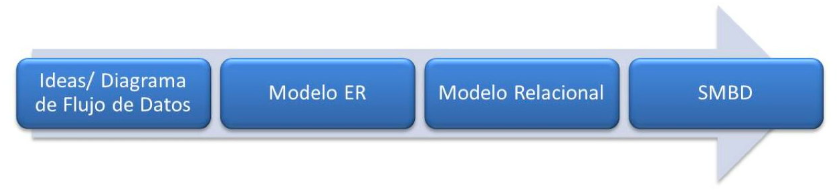 Ideas/ Diagrama
de Flujo de Datos
Modelo ER
Modelo Relacional
SMBD